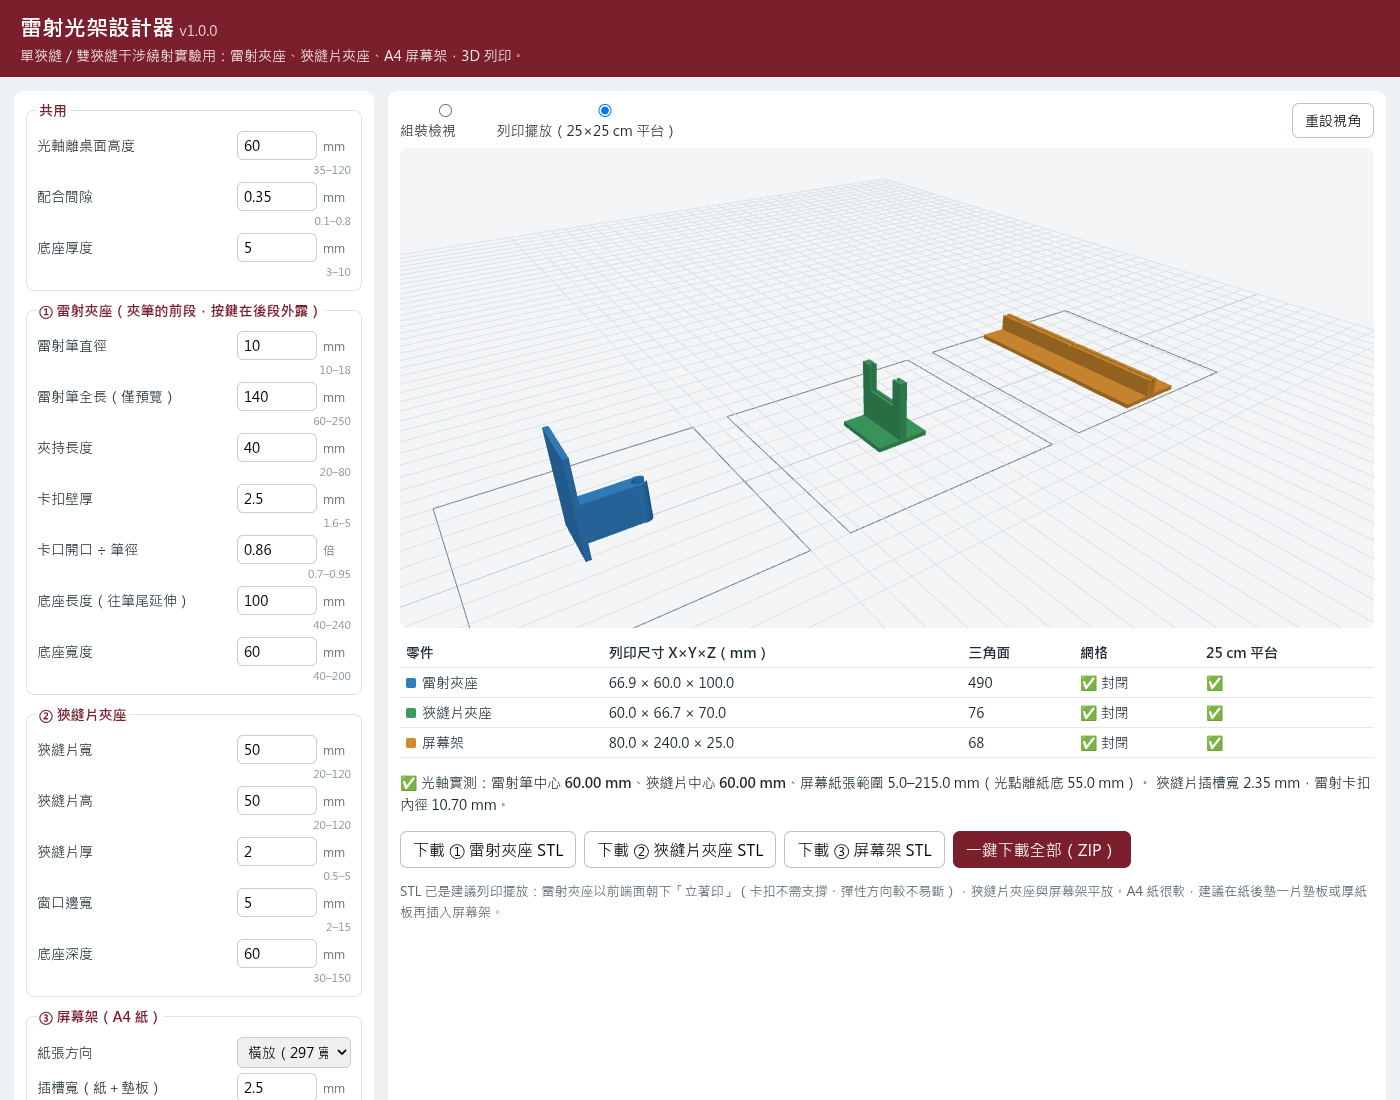 雷射光架設計器 v1.0.0
單狹縫 / 雙狹縫干涉繞射實驗用：雷射夾座、狹縫片夾座、A4 屏幕架，3D 列印。
共用
光軸離桌面高度 60 mm
35–120
配合間隙 0.35 mm
0.1–0.8
底座厚度 5 mm
3–10
① 雷射夾座（夾筆的前段，按鍵在後段外露）
雷射筆直徑 10 mm
10–18
雷射筆全長（僅預覽） 140 mm
60–250
夾持長度 40 mm
20–80
卡扣壁厚 2.5 mm
1.6–5
卡口開口 ÷ 筆徑 0.86 倍
0.7–0.95
底座長度（往筆尾延伸） 100 mm
40–240
底座寬度 60 mm
40–200
② 狹縫片夾座
狹縫片寬 50 mm
20–120
狹縫片高 50 mm
20–120
狹縫片厚 2 mm
0.5–5
窗口邊寬 5 mm
2–15
底座深度 60 mm
30–150
③ 屏幕架（A4 紙）
紙張方向 橫放（297 寬
插槽寬（紙 + 墊板） 2.5 mm
組裝檢視 列印擺放（25×25 cm 平台）
重設視角
零件 列印尺寸 X×Y×Z（mm） 三角面 網格 25 cm 平台
雷射夾座 66.9 × 60.0 × 100.0 490 ✅ 封閉 ✅
狹縫片夾座 60.0 × 66.7 × 70.0 76 ✅ 封閉 ✅
屏幕架 80.0 × 240.0 × 25.0 68 ✅ 封閉 ✅
✅ 光軸實測：雷射筆中心 60.00 mm、狹縫片中心 60.00 mm、屏幕紙張範圍 5.0–215.0 mm（光點離紙底 55.0 mm）。 狹縫片插槽寬 2.35 mm，雷射卡扣
內徑 10.70 mm。
下載 ① 雷射夾座 STL 下載 ② 狹縫片夾座 STL 下載 ③ 屏幕架 STL 一鍵下載全部（ZIP）
STL 已是建議列印擺放：雷射夾座以前端面朝下「立著印」（卡扣不需支撐、彈性方向較不易斷），狹縫片夾座與屏幕架平放。A4 紙很軟，建議在紙後墊一片墊板或厚紙
板再插入屏幕架。